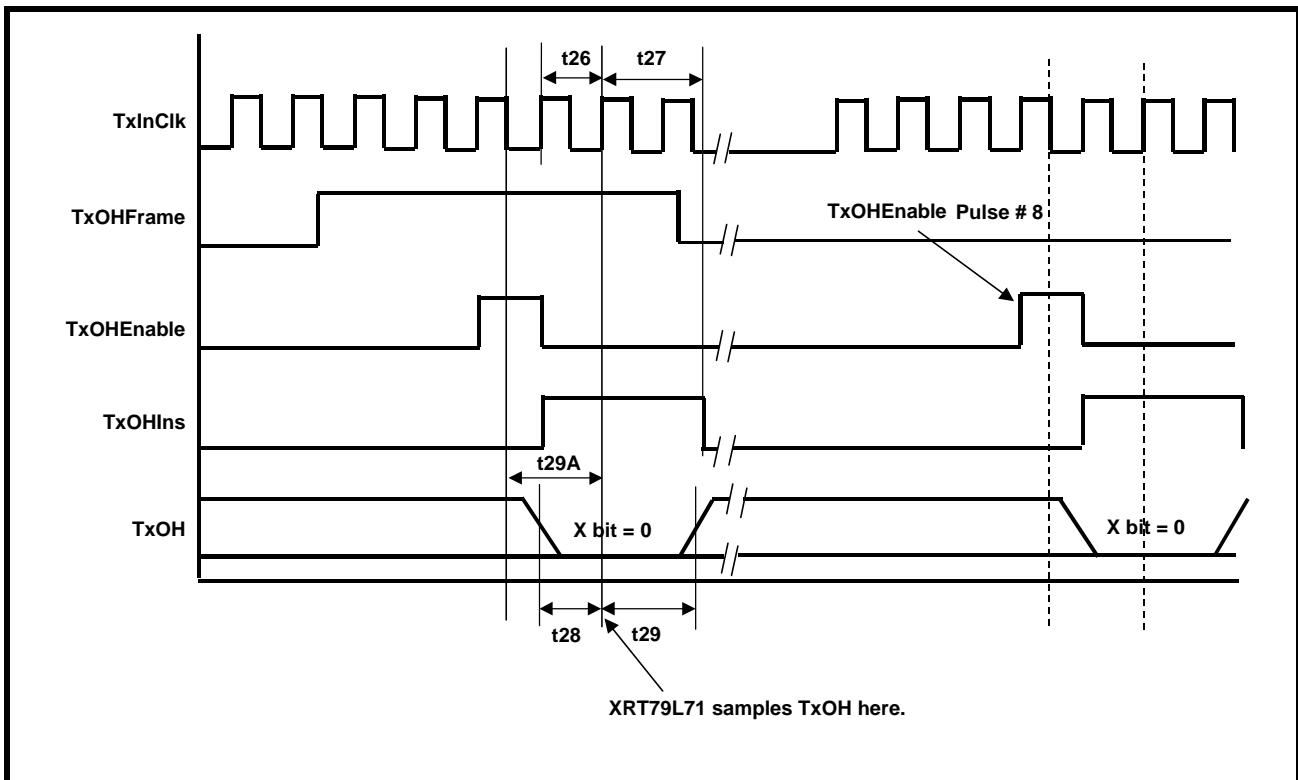 t26
t27
TxInClk
TxOHFrame
TxOHEnable Pulse # 8
TxOHEnable
TxOHIns
t29A
TxOH
X bit = 0
X bit = 0
t28
t29
XRT79L71 samples TxOH here.